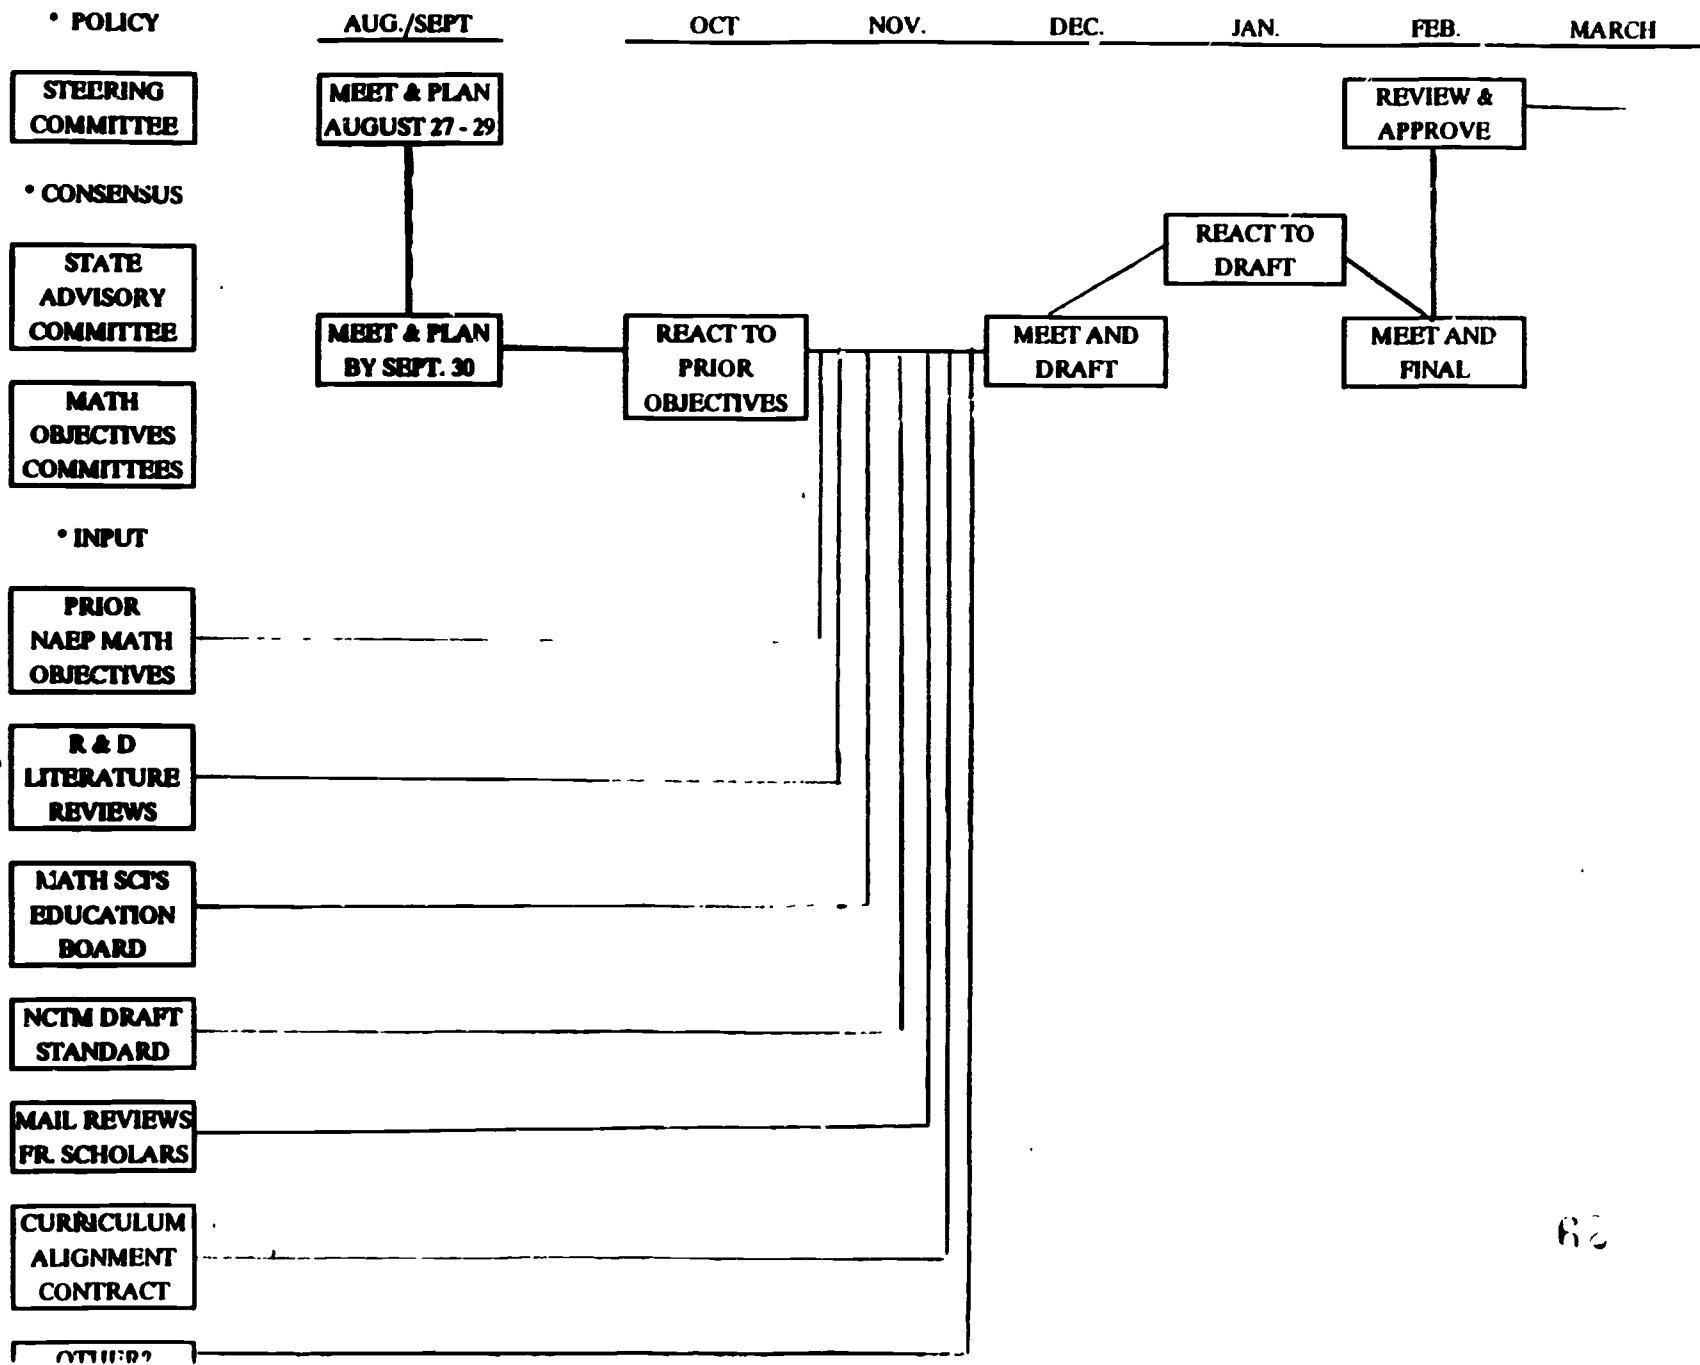 * POLICY
AUG./SEPT
OCT
NOV.
DEC.
JAN.
FEB.
MARCH
STEERING
COMMITTEE
MEET & PLAN
AUGUST 27 - 29
REVIEW &
APPROVE
* CONSENSUS
STATE
ADVISORY
COMMITTEE
REACT TO
DRAFT
MEET & PLAN
BY SEPT. 30
REACT TO
PRIOR
OBJECTIVES
MEET AND
DRAFT
MEET AND
FINAL
MATH
OBJECTIVES
COMMITTEES
* INPUT
PRIOR
NAEP MATH
OBJECTIVES
R & D
LITERATURE
REVIEWS
MATH SCI'S
EDUCATION
BOARD
NCTM DRAFT
STANDARD
MAIL REVIEWS
FR. SCHOLARS
CURRICULUM
ALIGNMENT
CONTRACT
OTHER?